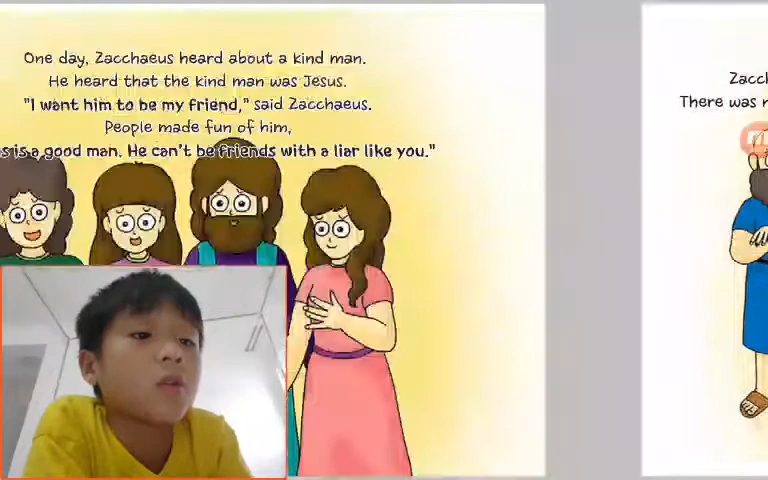 One day, Zacchaeus heard about a kind man.
He heard that the kind man was Jesus.
"I want him to be my friend," said Zacchaeus.
People made fun of him,
is a good man. He can't be friends with a liar like you."
There was